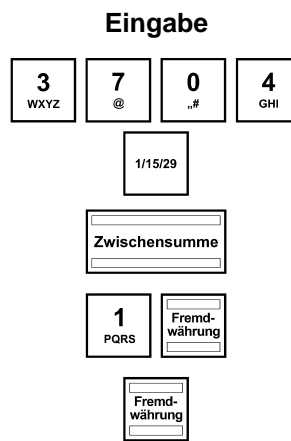 Eingabe
3 7 0 4
WXYZ @ „# GHI
1/15/29
Zwischensumme
1 Fremd-
PQRS währung
Fremd-
währung